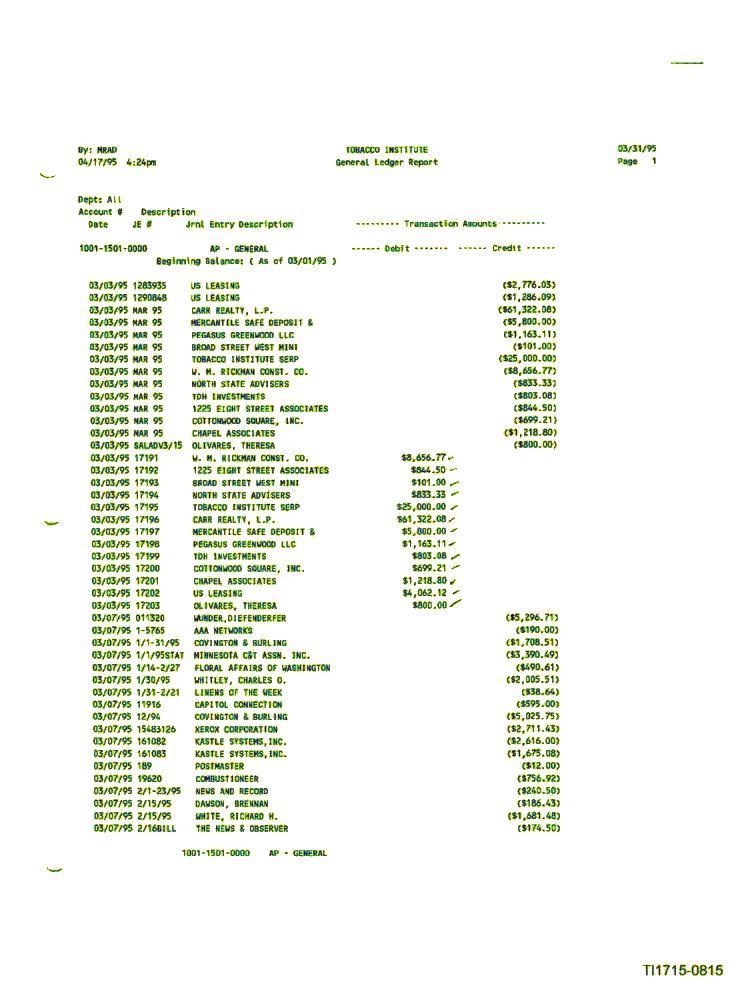 By: MRAD TOBACCO INSTITUTE 03/31/95
04/17/95 4:24pm General Ledger Report Page 1
Dept: All
Account # Description
Date JE # Jrnl Entry Description --------- Transaction Amounts ---------
1001-1501-0000 AP - GENERAL ------ Debit ------- ------ Credit ------
Beginning Balance: ( As of 03/01/95 )
03/03/95 1283935 US LEASING ($2,776.03)
03/03/95 1290848 US LEASING ($1,286.09)
03/03/95 MAR 95 CARR REALTY, L.P. ($61,322.08)
03/03/95 MAR 95 MERCANTILE SAFE DEPOSIT & ($5,800.00)
03/03/95 MAR 95 PEGASUS GREENWOOD LLC ($1,163.11)
03/03/95 MAR 95 BROAD STREET WEST MINI ($101.00)
03/03/95 MAR 95 TOBACCO INSTITUTE SERP ($25,000.00)
03/03/95 MAR 95 W. M. RICKMAN CONST. CO. ($8,656.77)
03/03/95 MAR 95 NORTH STATE ADVISERS ($833.33)
03/03/95 MAR 95 TDH INVESTMENTS ($803.08)
03/03/95 MAR 95 1225 EIGHT STREET ASSOCIATES ($844.50)
03/03/95 MAR 95 COTTONWOOD SQUARE, INC. ($699.21)
03/03/95 MAR 95 CHAPEL ASSOCIATES ($1,218.80)
03/03/95 SALADV3/15 OLIVARES, THERESA ($800.00)
03/03/95 17191 W. M. RICKMAN CONST. CO. $8,656.77
03/03/95 17192 1225 EIGHT STREET ASSOCIATES $844.50
03/03/95 17193 BROAD STREET WEST MINI $101.00
03/03/95 17194 NORTH STATE ADVISERS $833.33
03/03/95 17195 TOBACCO INSTITUTE SERP $25,000.00
03/03/95 17196 CARR REALTY, L.P. $61,322.08
03/03/95 17197 MERCANTILE SAFE DEPOSIT & $5,800.00
03/03/95 17198 PEGASUS GREENWOOD LLC $1,163.11
03/03/95 17199 TDH INVESTMENTS $803.08
03/03/95 17200 COTTONWOOD SQUARE, INC. $699.21
03/03/95 17201 CHAPEL ASSOCIATES $1,218.80
03/03/95 17202 US LEASING $4,062.12
03/03/95 17203 OLIVARES, THERESA $800.00
03/07/95 011320 WUNDER,DIEFENDERFER ($5,296.71)
03/07/95 1-5765 AAA NETWORKS ($190.00)
03/07/95 1/1-31/95 COVINGTON & BURLING ($1,708.51)
03/07/95 1/1/95STAT MINNESOTA C&T ASSN. INC. ($3,390.49)
03/07/95 1/14-2/27 FLORAL AFFAIRS OF WASHINGTON ($490.61)
03/07/95 1/30/95 WHITLEY, CHARLES O. ($2,005.51)
03/07/95 1/31-2/21 LINENS OF THE WEEK ($38.64)
03/07/95 11916 CAPITOL CONNECTION ($595.00)
03/07/95 12/94 COVINGTON & BURLING ($5,025.75)
03/07/95 15483126 XEROX CORPORATION ($2,711.43)
03/07/95 161082 KASTLE SYSTEMS,INC. ($2,616.00)
03/07/95 161083 KASTLE SYSTEMS,INC. ($1,675.08)
03/07/95 189 POSTMASTER ($12.00)
03/07/95 19620 COMBUSTIONEER ($756.92)
03/07/95 2/1-23/95 NEWS AND RECORD ($240.50)
03/07/95 2/15/95 DAWSON, BRENNAN ($186.43)
03/07/95 2/15/95 WHITE, RICHARD H. ($1,681.48)
03/07/95 2/16BILL THE NEWS & OBSERVER ($174.50)
1001-1501-0000 AP - GENERAL
TI1715-0815